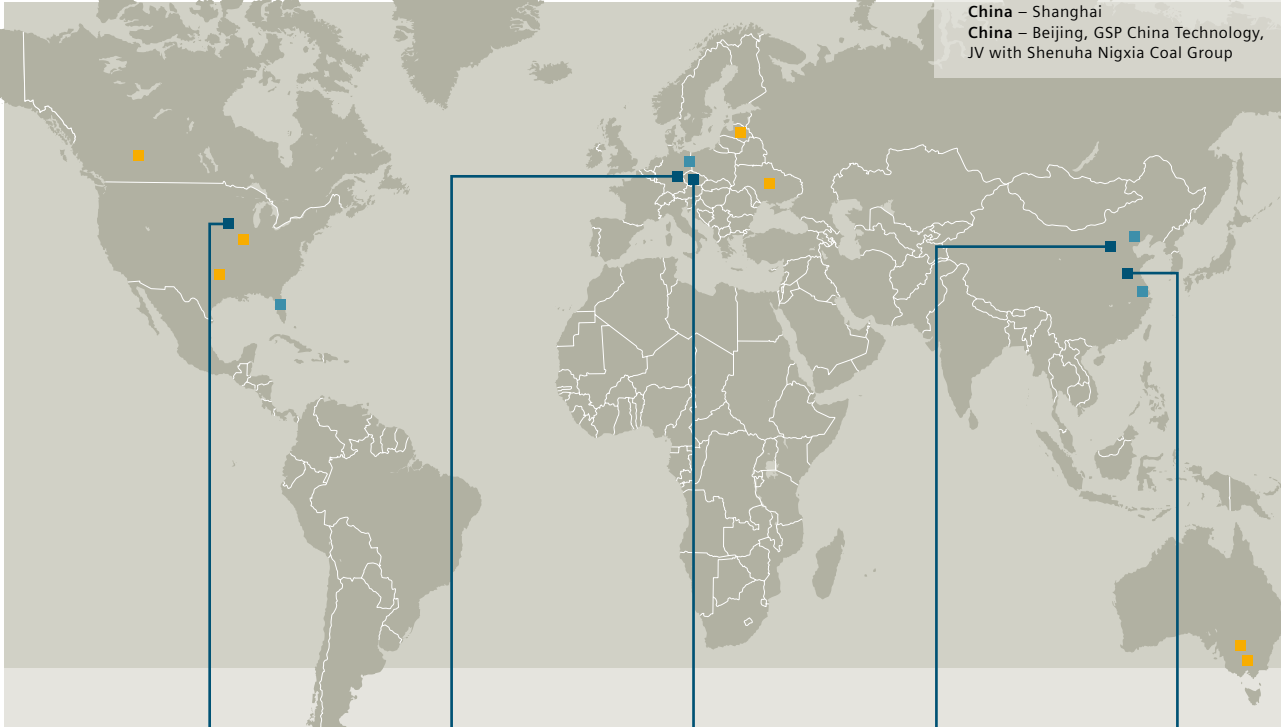 China – Shanghai
China – Beijing, GSP China Technology,
JV with Shenuha Nigxia Coal Group